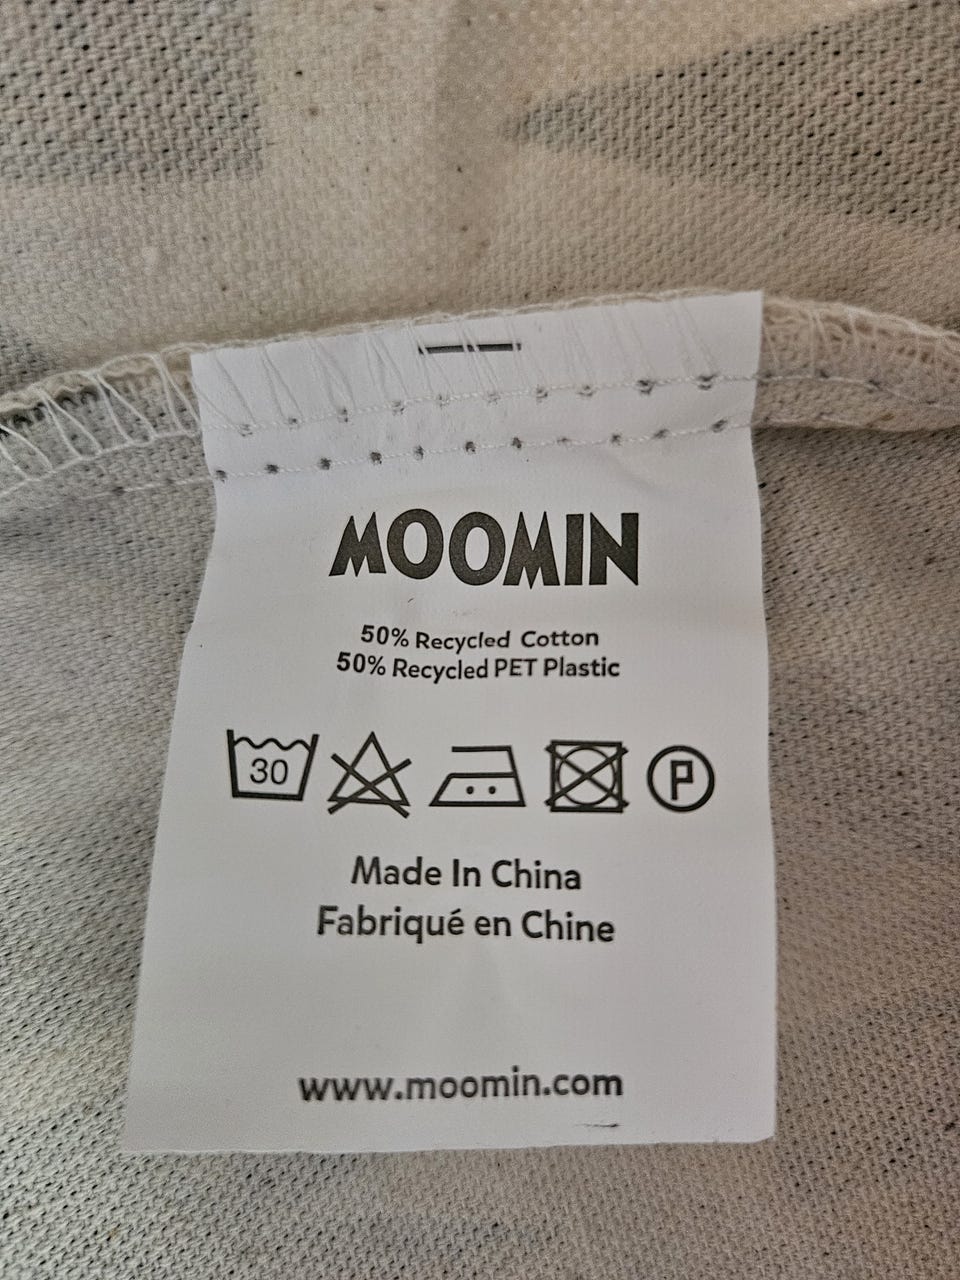 MOOMIN
50% Recycled Cotton
50% Recycled PET Plastic
30
P
Made In China
Fabriqué en Chine
www.moomin.com